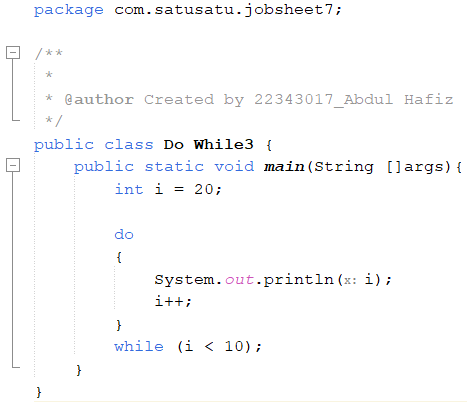 package com.satusatu.jobsheet7;
/**
 *
 * @author Created by 22343017_Abdul Hafiz
 */
public class Do While3 {
    public static void main(String []args){
        int i = 20;
        do
        {
            System.out.println(x: i);
            i++;
        }
        while (i < 10);
    }
}